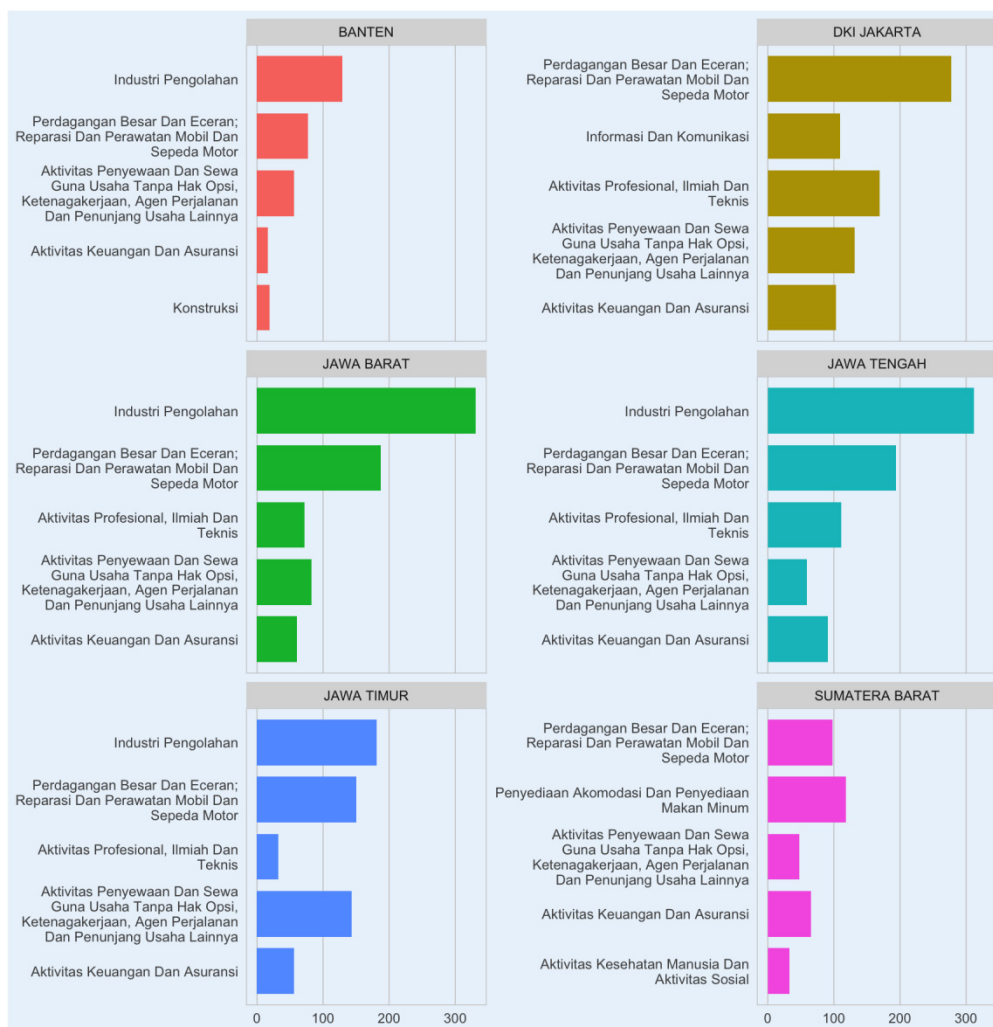 BANTEN
Industri Pengolahan
Perdagangan Besar Dan Eceran;
Reparasi Dan Perawatan Mobil Dan
Sepeda Motor
Aktivitas Penyewaan Dan Sewa
Guna Usaha Tanpa Hak Opsi,
Ketenagakerjaan, Agen Perjalanan
Dan Penunjang Usaha Lainnya
Aktivitas Keuangan Dan Asuransi
Konstruksi
DKI JAKARTA
Perdagangan Besar Dan Eceran;
Reparasi Dan Perawatan Mobil Dan
Sepeda Motor
Informasi Dan Komunikasi
Aktivitas Profesional, Ilmiah Dan
Teknis
Aktivitas Penyewaan Dan Sewa
Guna Usaha Tanpa Hak Opsi,
Ketenagakerjaan, Agen Perjalanan
Dan Penunjang Usaha Lainnya
Aktivitas Keuangan Dan Asuransi
JAWA BARAT
Industri Pengolahan
Perdagangan Besar Dan Eceran;
Reparasi Dan Perawatan Mobil Dan
Sepeda Motor
Aktivitas Profesional, Ilmiah Dan
Teknis
Aktivitas Penyewaan Dan Sewa
Guna Usaha Tanpa Hak Opsi,
Ketenagakerjaan, Agen Perjalanan
Dan Penunjang Usaha Lainnya
Aktivitas Keuangan Dan Asuransi
JAWA TENGAH
Industri Pengolahan
Perdagangan Besar Dan Eceran;
Reparasi Dan Perawatan Mobil Dan
Sepeda Motor
Aktivitas Profesional, Ilmiah Dan
Teknis
Aktivitas Penyewaan Dan Sewa
Guna Usaha Tanpa Hak Opsi,
Ketenagakerjaan, Agen Perjalanan
Dan Penunjang Usaha Lainnya
Aktivitas Keuangan Dan Asuransi
JAWA TIMUR
Industri Pengolahan
Perdagangan Besar Dan Eceran;
Reparasi Dan Perawatan Mobil Dan
Sepeda Motor
Aktivitas Profesional, Ilmiah Dan
Teknis
Aktivitas Penyewaan Dan Sewa
Guna Usaha Tanpa Hak Opsi,
Ketenagakerjaan, Agen Perjalanan
Dan Penunjang Usaha Lainnya
Aktivitas Keuangan Dan Asuransi
0 100 200 300
SUMATERA BARAT
Perdagangan Besar Dan Eceran;
Reparasi Dan Perawatan Mobil Dan
Sepeda Motor
Penyediaan Akomodasi Dan Penyediaan
Makan Minum
Aktivitas Penyewaan Dan Sewa
Guna Usaha Tanpa Hak Opsi,
Ketenagakerjaan, Agen Perjalanan
Dan Penunjang Usaha Lainnya
Aktivitas Keuangan Dan Asuransi
Aktivitas Kesehatan Manusia Dan
Aktivitas Sosial
0 100 200 300